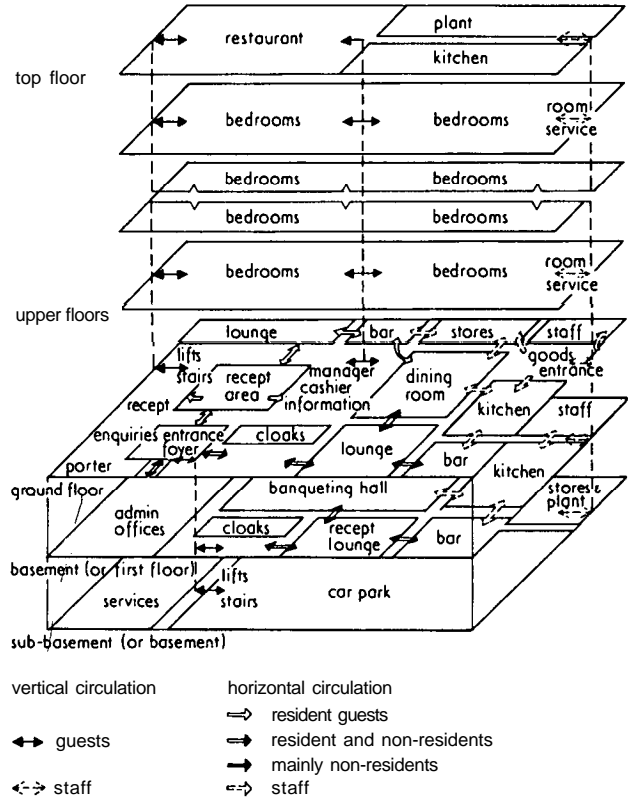 plant
restaurant
kitchen
top floor
room
bedrooms bedrooms
service
bedrooms bedrooms
bedrooms bedrooms
room
bedrooms bedrooms
service
upper floors
lounge bar stores staff
lifts
stairs
goods
entrance
recept
recept
area
manager
cashier
information
dining
room
kitchen
staff
enquiries entrance
foyer
cloaks
lounge
bar
porter
kitchen
ground floor
banqueting hall
stores &
plant
admin
offices
cloaks
recept
lounge
bar
basement (or first floor)
lifts
stairs
services
car park
sub-basement (or basement)
vertical circulation horizontal circulation
resident guests
guests resident and non-residents
mainly non-residents
staff staff